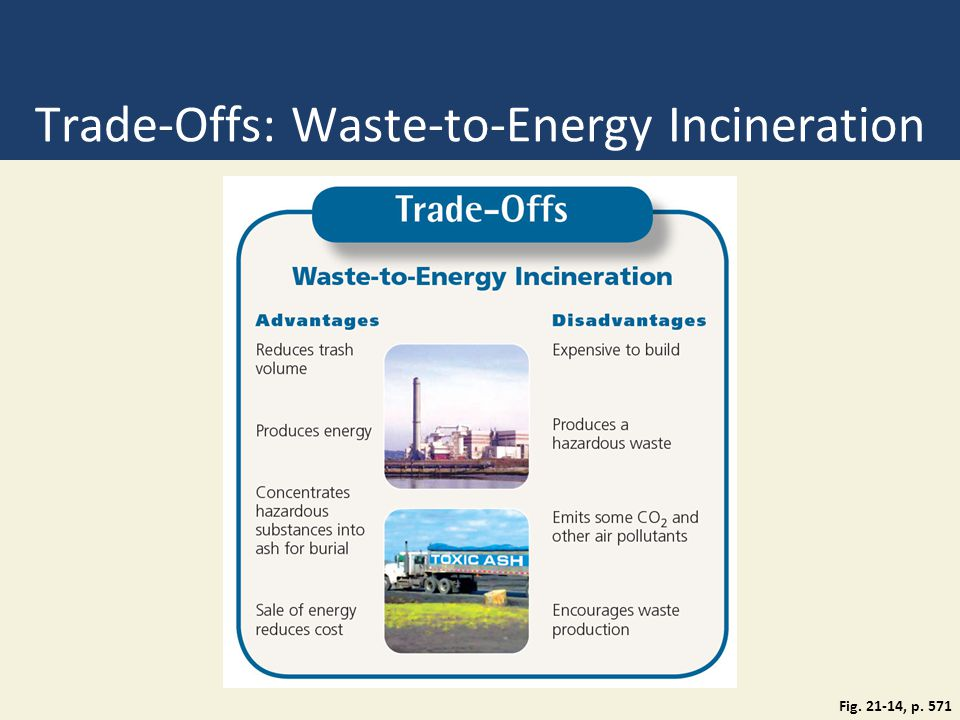 Trade-Offs: Waste-to-Energy Incineration
Trade-Offs
Waste-to-Energy Incineration
Advantages
Reduces trash
volume
Produces energy
Concentrates
hazardous
substances into
ash for burial
Sale of energy
reduces cost
TOXIC ASH
Disadvantages
Expensive to build
Produces a
hazardous waste
Emits some CO2 and
other air pollutants
Encourages waste
production
Fig. 21-14, p. 571